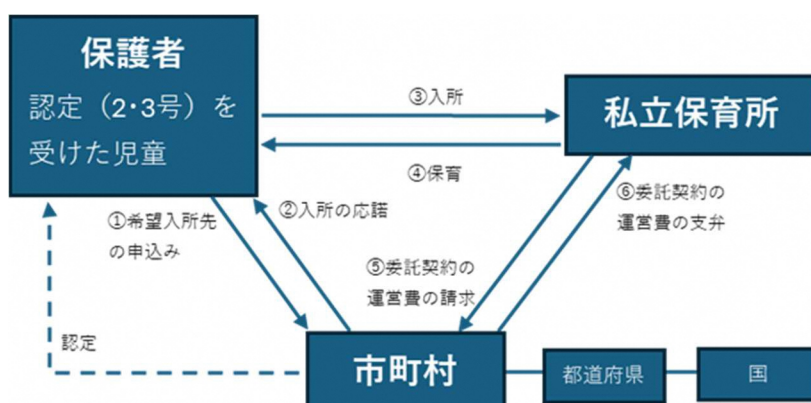 保護者
認定（2・3号）を
受けた児童
③入所
④保育
私立保育所
①希望入所先
の申込み
②入所の応諾
⑥委託契約の
運営費の支弁
⑤委託契約の
運営費の請求
認定
市町村
都道府県
国